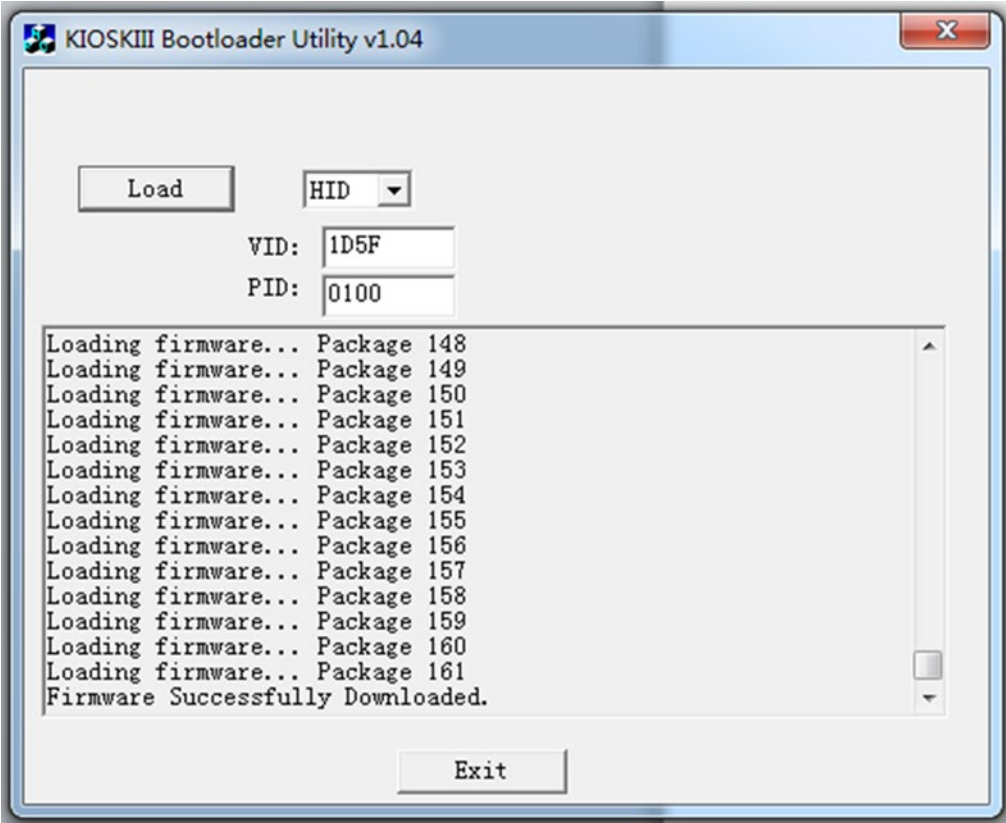 KIOSKIII Bootloader Utility v1.04
Load
HID
VID:
1D5F
PID:
0100
Loading firmware... Package 148
Loading firmware... Package 149
Loading firmware... Package 150
Loading firmware... Package 151
Loading firmware... Package 152
Loading firmware... Package 153
Loading firmware... Package 154
Loading firmware... Package 155
Loading firmware... Package 156
Loading firmware... Package 157
Loading firmware... Package 158
Loading firmware... Package 159
Loading firmware... Package 160
Loading firmware... Package 161
Firmware Successfully Downloaded.
Exit